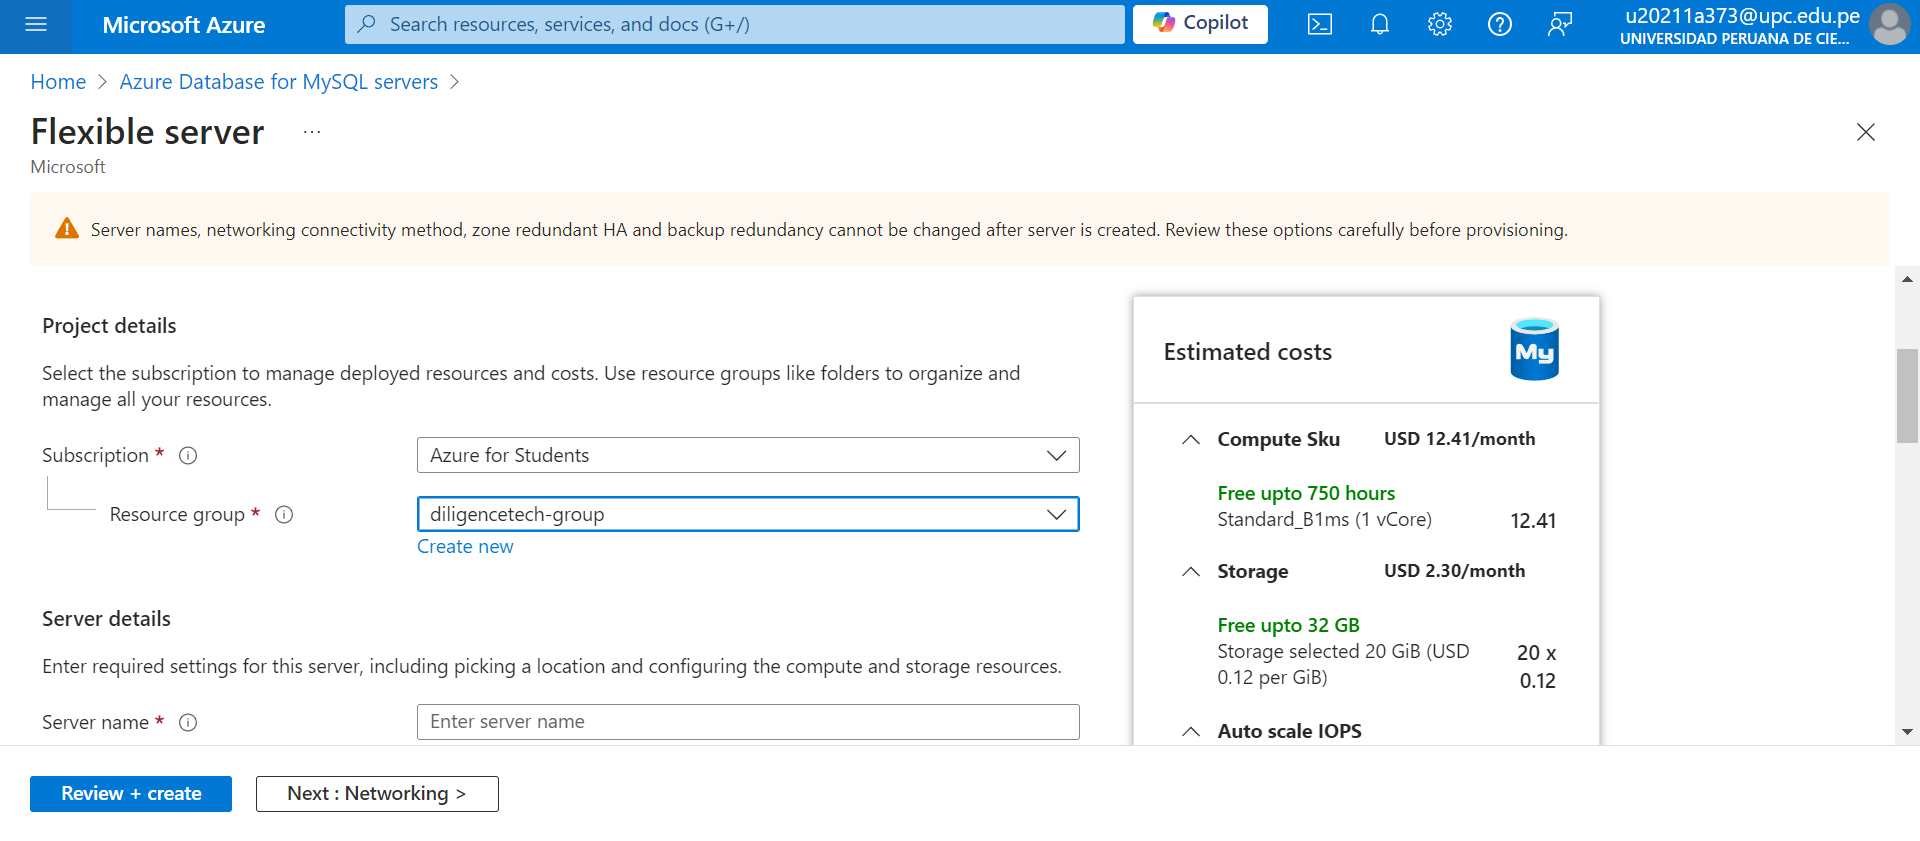 Microsoft Azure
Search resources, services, and docs (G+/)
Copilot
u20211a373@upc.edu.pe
UNIVERSIDAD PERUANA DE CIE...
Home > Azure Database for MySQL servers >
Flexible server ...
Microsoft
Server names, networking connectivity method, zone redundant HA and backup redundancy cannot be changed after server is created. Review these options carefully before provisioning.
Project details
Select the subscription to manage deployed resources and costs. Use resource groups like folders to organize and
manage all your resources.
Subscription *
Azure for Students
Resource group *
diligencetech-group
Create new
Server details
Enter required settings for this server, including picking a location and configuring the compute and storage resources.
Server name *
Enter server name
Estimated costs
My
Compute Sku USD 12.41/month
Free upto 750 hours
Standard_B1ms (1 vCore) 12.41
Storage USD 2.30/month
Free upto 32 GB
Storage selected 20 GiB (USD 20 x
0.12 per GiB) 0.12
Auto scale IOPS
Review + create
Next : Networking >